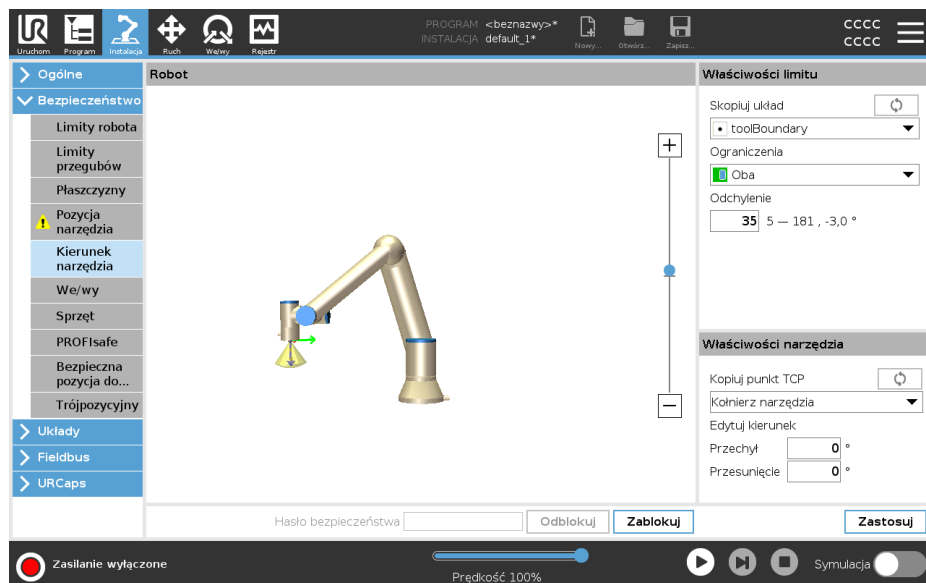 PROGRAM <beznazwy>*
INSTALACJA default_1*
Uruchom Program Instalacja Ruch We/wy Rejestr
Nowy... Otwórz... Zapisz...
CCCC
CCCC
Ogólne
Bezpieczeństwo
Limity robota
Limity
przegubów
Płaszczyzny
Pozycja
narzędzia
Kierunek
narzędzia
We/wy
Sprzęt
PROFIsafe
Bezpieczna
pozycja do...
Trójpozycyjny
Układy
Fieldbus
URCaps
Robot
Hasło bezpieczeństwa Odblokuj Zablokuj
Właściwości limitu
Skopiuj układ
toolBoundary
Ograniczenia
Oba
Odchylenie
35 5 — 181 , -3,0 °
Właściwości narzędzia
Kopiuj punkt TCP
Kołnierz narzędzia
Edytuj kierunek
Przechył 0 °
Przesunięcie 0 °
Zastosuj
Zasilanie wyłączone
Prędkość 100%
Symulacja